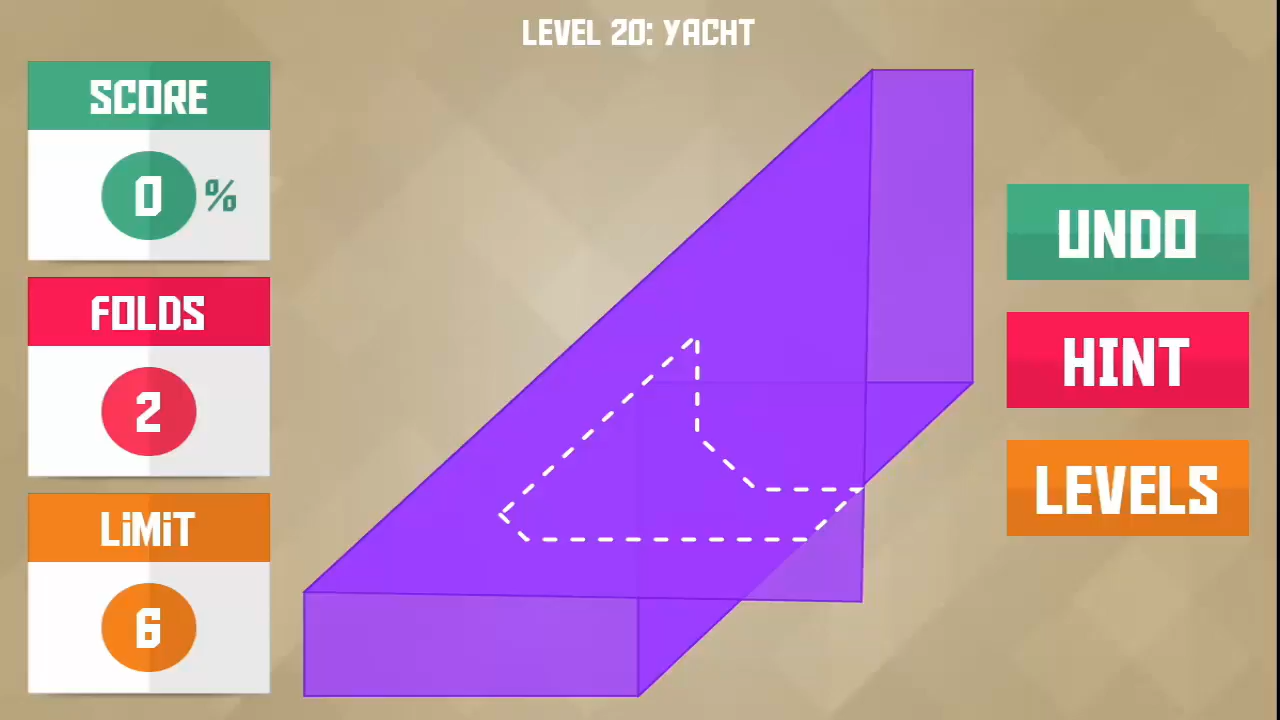 LEVEL 20: YACHT
SCORE
0 %
FOLDS
2
LiMiT
6
UNDO
HINT
LEVELS